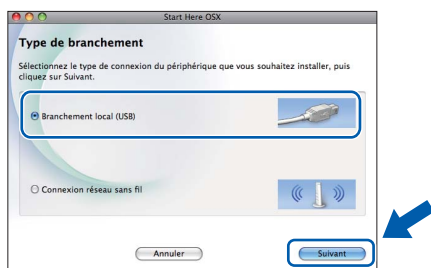 Start Here OSX
Type de branchement
Sélectionnez le type de connexion du périphérique que vous souhaitez installer, puis
cliquez sur Suivant.
Branchement local (USB)
Connexion réseau sans fil
Annuler
Suivant